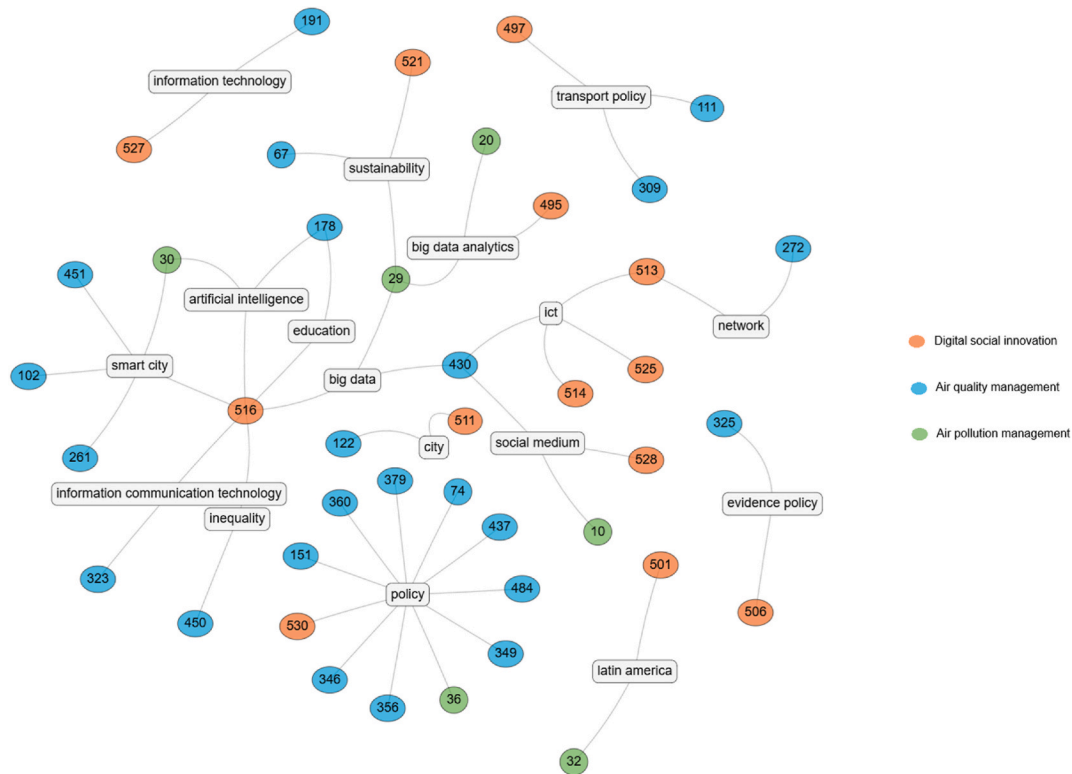 191
497
521
information technology
transport policy
111
20
527
67
sustainability
309
495
178
big data analytics
272
30
513
451
29
artificial intelligence
ict
network
education
Digital social innovation
smart city
430
525
102
big data
Air quality management
514
516
511
325
Air pollution management
122
city
social medium
261
528
379
74
information communication technology
360
evidence policy
inequality
437
10
151
501
323
484
policy
506
450
530
349
latin america
346
36
356
32